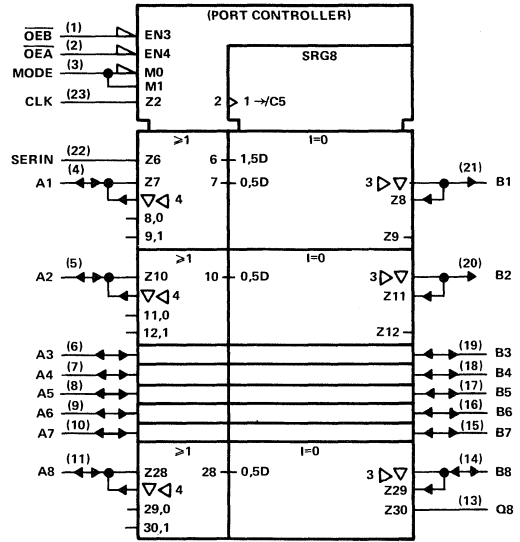 (PORT CONTROLLER)
OEB (1) EN3
OEA (2) EN4
MODE (3) M0
M1
SRG8
CLK (23) Z2 2 1 →/C5
≥1 I=0
SERIN (22) Z6 6 1,5D
A1 (4) Z7 7 0,5D 3 (21) B1
4 Z8
8,0
9,1 Z9
≥1 I=0
A2 (5) Z10 10 0,5D 3 (20) B2
4 Z11
11,0
12,1 Z12
A3 (6) (19) B3
A4 (7) (18) B4
A5 (8) (17) B5
A6 (9) (16) B6
A7 (10) (15) B7
≥1 I=0
A8 (11) Z28 28 0,5D 3 (14) B8
4 Z29
29,0 Z30 (13) Q8
30,1